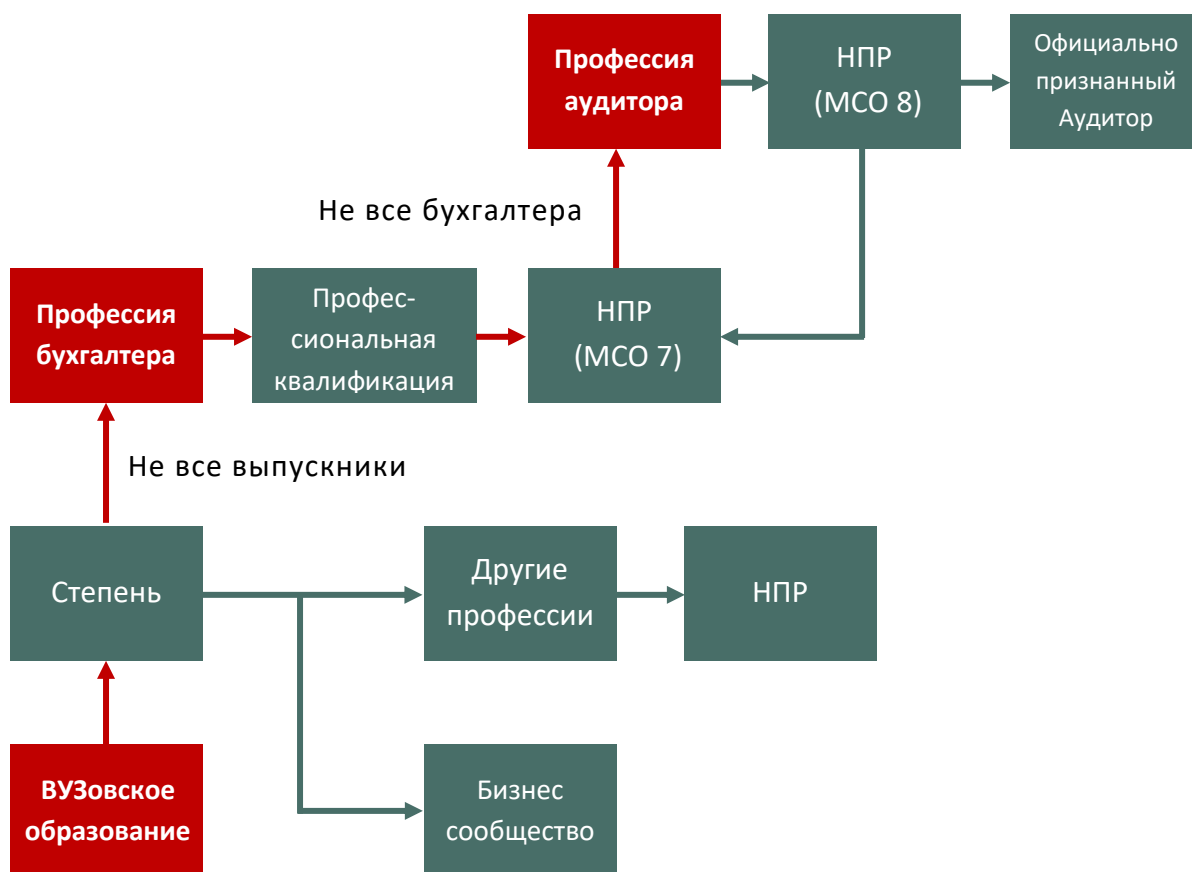 Профессия
аудитора
НПР
(МСО 8)
Официально
признанный
Аудитор
Не все бухгалтера
Профессия
бухгалтера
Профес-
сиональная
квалификация
НПР
(МСО 7)
Не все выпускники
Степень
Другие
профессии
НПР
ВУЗовское
образование
Бизнес
сообщество